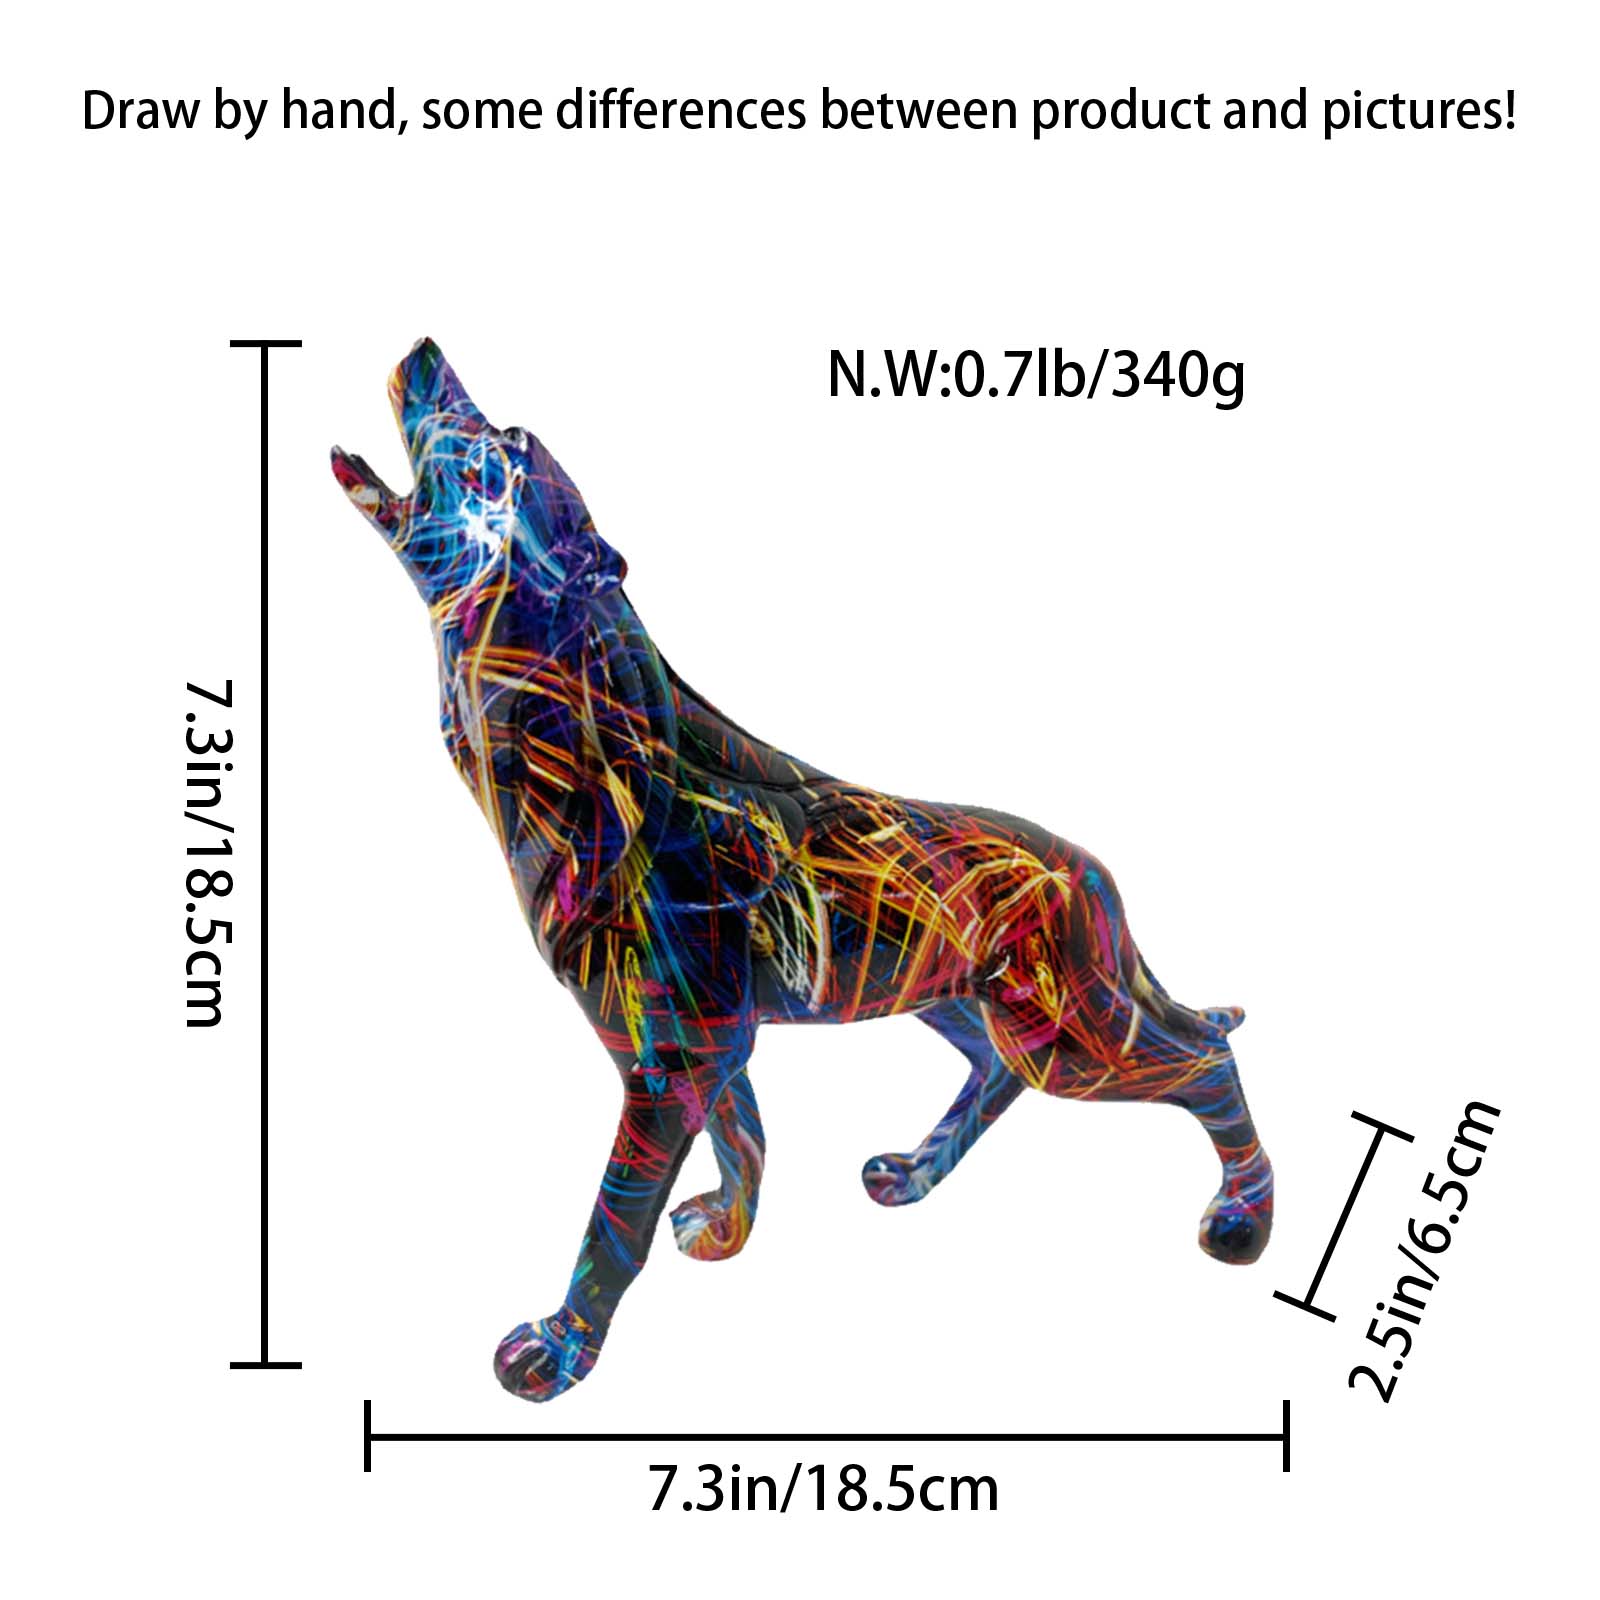 Draw by hand, some differences between product and pictures!
N.W:0.7lb/340g
7.3in/18.5cm
2.5in/6.5cm
7.3in/18.5cm